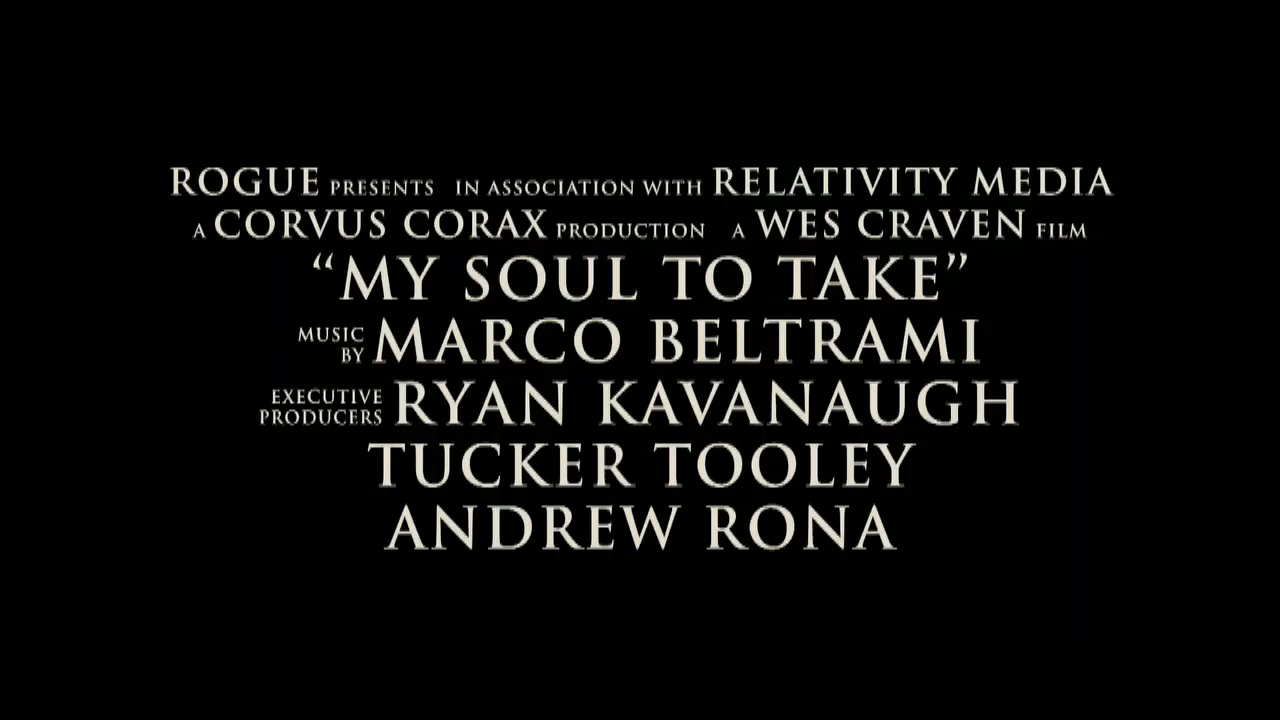 ROGUE PRESENTS IN ASSOCIATION WITH RELATIVITY MEDIA
A CORVUS CORAX PRODUCTION A WES CRAVEN FILM
“MY SOUL TO TAKE”
MUSIC BY MARCO BELTRAMI
EXECUTIVE PRODUCERS RYAN KAVANAUGH
TUCKER TOOLEY
ANDREW RONA